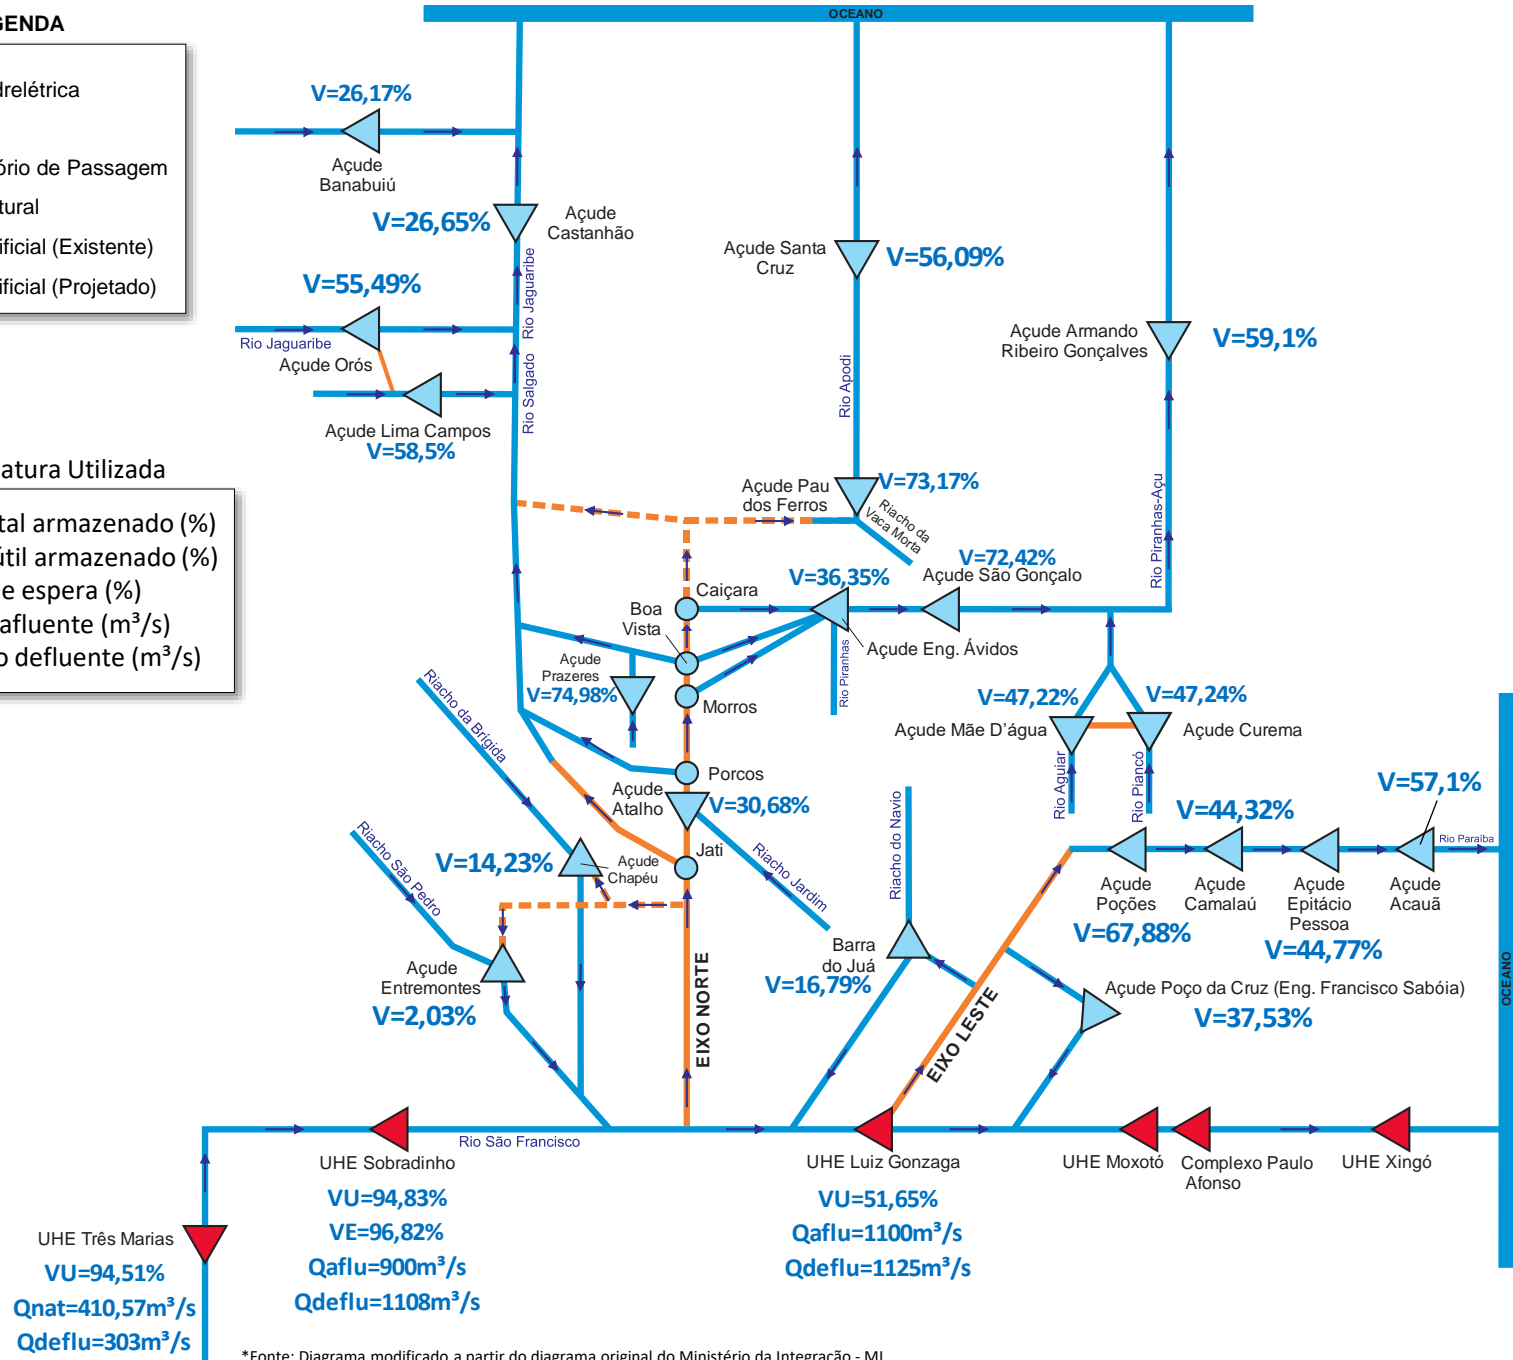 OCEANO
GENDA
drelétrica
ório de Passagem
tural
ificial (Existente)
ificial (Projetado)
V=26,17%
Açude
Banabuiú
V=26,65%
Açude
Castanhão
Rio Jaguaribe
V=55,49%
Rio Jaguaribe
Açude Orós
Rio Salgado
Açude Lima Campos
V=58,5%
Açude Santa
Cruz
V=56,09%
Rio Apodi
Açude Armando
Ribeiro Gonçalves
V=59,1%
Rio Piranhas-Açu
atura Utilizada
tal armazenado (%)
útil armazenado (%)
e espera (%)
afluente (m³/s)
o defluente (m³/s)
Açude Pau
dos Ferros
V=73,17%
Riacho da
Vaca Morta
V=72,42%
Açude São Gonçalo
V=36,35%
Açude Eng. Ávidos
Rio Piranhas
Caiçara
Boa
Vista
Morros
Açude
Prazeres
V=74,98%
Porcos
Açude
Atalho
V=30,68%
Jati
Riacho Jardim
Riacho da Brígida
Riacho São Pedro
V=14,23%
Açude
Chapéu
Açude
Entremontes
V=2,03%
EIXO NORTE
V=47,22%
Açude Mãe D'água
V=47,24%
Açude Curema
Rio Aguiar
Rio Piancó
V=57,1%
V=44,32%
Rio Paraíba
Açude
Poções
V=67,88%
Açude
Camalaú
Açude
Epitácio
Pessoa
V=44,77%
Açude
Acauã
Riacho do Navio
Barra
do Juá
V=16,79%
EIXO LESTE
Açude Poço da Cruz (Eng. Francisco Sabóia)
V=37,53%
OCEANO
Rio São Francisco
UHE Sobradinho
VU=94,83%
VE=96,82%
Qaflu=900m³/s
Qdeflu=1108m³/s
UHE Luiz Gonzaga
VU=51,65%
Qaflu=1100m³/s
Qdeflu=1125m³/s
UHE Moxotó
Complexo Paulo
Afonso
UHE Xingó
UHE Três Marias
VU=94,51%
Qnat=410,57m³/s
Qdeflu=303m³/s
*Fonte: Diagrama modificado a partir do diagrama original do Ministério da Integração - MI